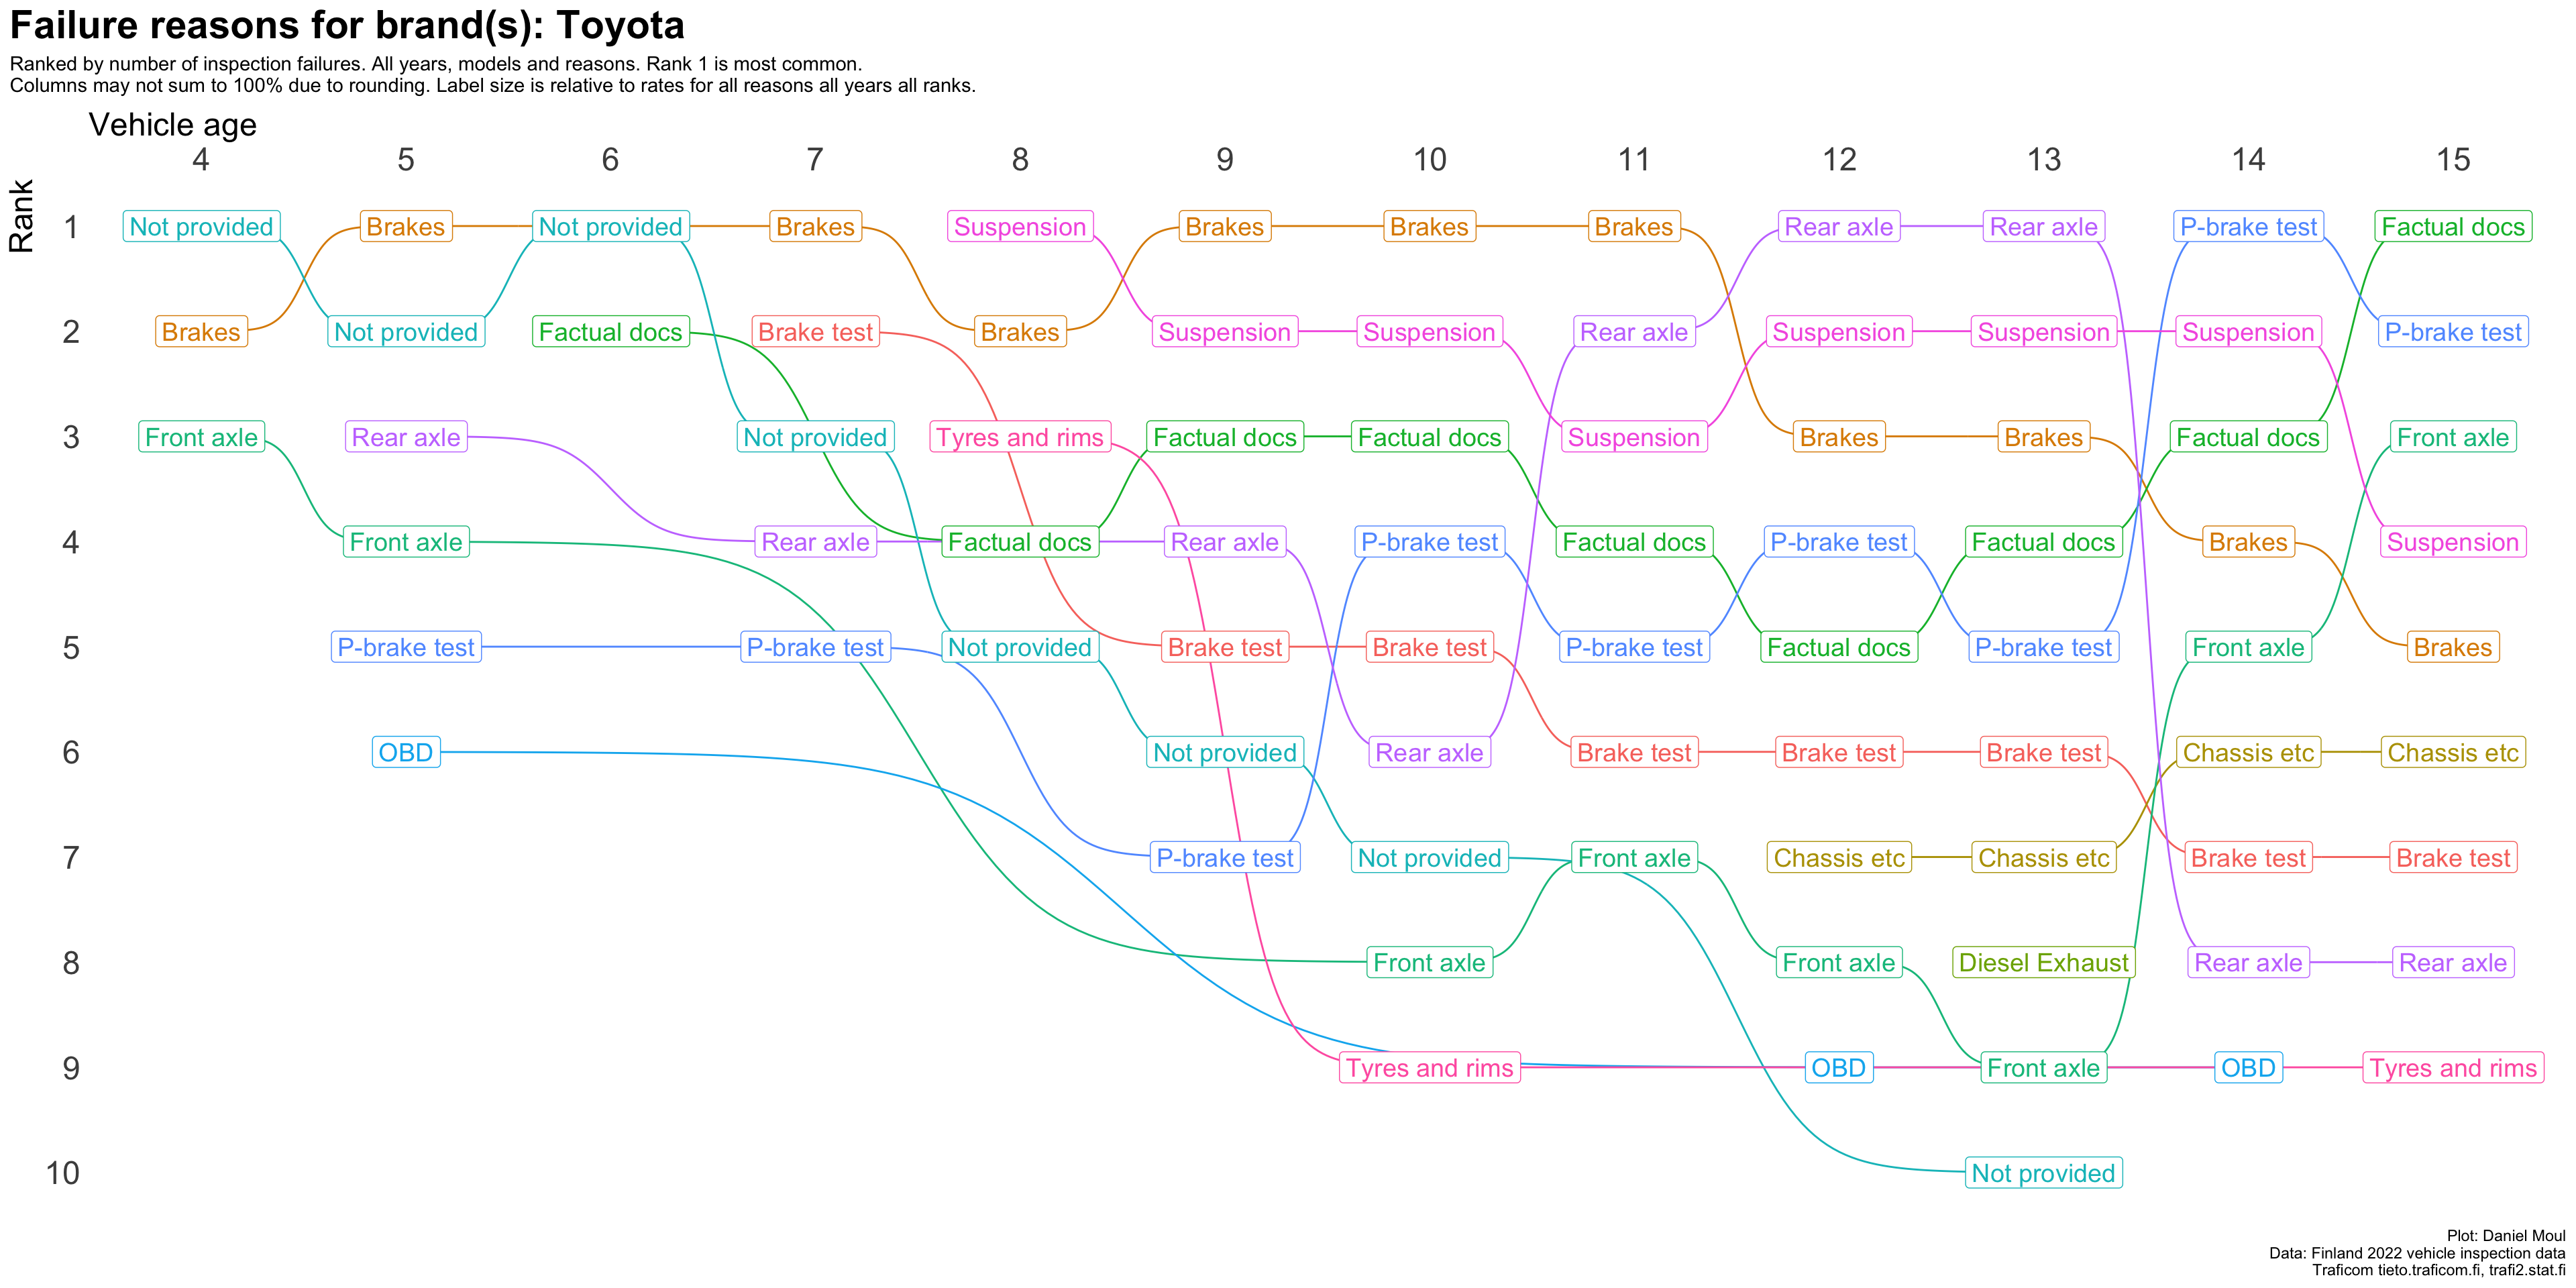 Failure reasons for brand(s): Toyota
Ranked by number of inspection failures. All years, models and reasons. Rank 1 is most common.
Columns may not sum to 100% due to rounding. Label size is relative to rates for all reasons all years all ranks.
Vehicle age
4 5 6 7 8 9 10 11 12 13 14 15
Rank
1 Not provided Brakes Not provided Brakes Suspension Brakes Brakes Brakes Rear axle Rear axle P-brake test Factual docs
2 Brakes Not provided Factual docs Brake test Brakes Suspension Suspension Rear axle Suspension Suspension Suspension P-brake test
3 Front axle Rear axle Not provided Tyres and rims Factual docs Factual docs Suspension Brakes Brakes Factual docs Front axle
4 Front axle Rear axle Factual docs Rear axle P-brake test Factual docs P-brake test Factual docs Brakes Suspension
5 P-brake test P-brake test Not provided Brake test Brake test P-brake test Factual docs P-brake test Front axle Brakes
6 OBD Not provided Rear axle Brake test Brake test Brake test Chassis etc Chassis etc
7 P-brake test Not provided Front axle Chassis etc Chassis etc Brake test Brake test
8 Front axle Front axle Diesel Exhaust Rear axle Rear axle
9 Tyres and rims OBD Front axle OBD Tyres and rims
10 Not provided
Plot: Daniel Moul
Data: Finland 2022 vehicle inspection data
Traficom tieto.traficom.fi, trafi2.stat.fi